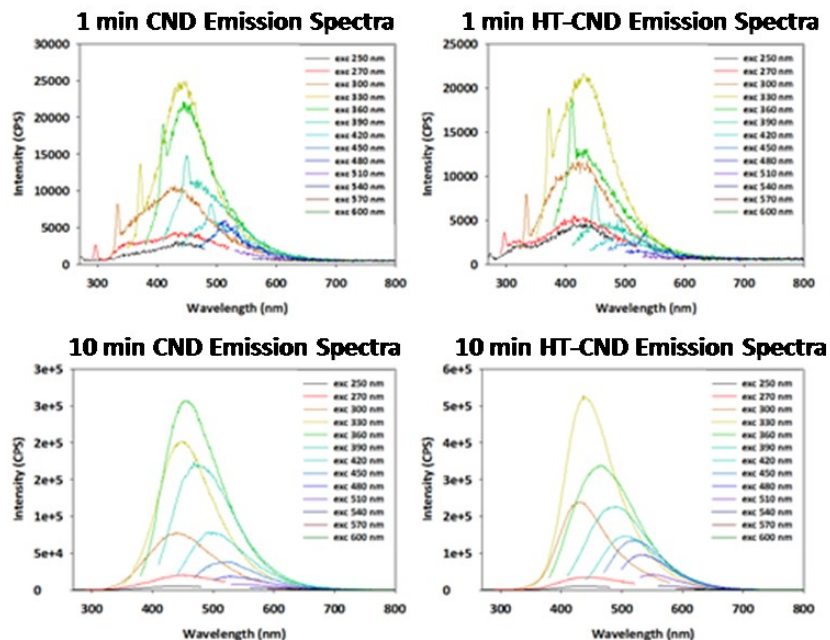 1 min CND Emission Spectra
30000
25000
20000
15000
10000
5000
0
Intensity (CPS)
exc 250 nm
exc 270 nm
exc 300 nm
exc 330 nm
exc 360 nm
exc 390 nm
exc 420 nm
exc 450 nm
exc 480 nm
exc 510 nm
exc 540 nm
exc 570 nm
exc 600 nm
300 400 500 600 700 800
Wavelength (nm)
1 min HT-CND Emission Spectra
25000
20000
15000
10000
5000
0
Intensity (CPS)
exc 250 nm
exc 270 nm
exc 300 nm
exc 330 nm
exc 360 nm
exc 390 nm
exc 420 nm
exc 450 nm
exc 480 nm
exc 510 nm
exc 540 nm
exc 570 nm
exc 600 nm
300 400 500 600 700 800
Wavelength (nm)
10 min CND Emission Spectra
3e+5
3e+5
2e+5
2e+5
1e+5
5e+4
0
Intensity (CPS)
exc 250 nm
exc 270 nm
exc 300 nm
exc 330 nm
exc 360 nm
exc 390 nm
exc 420 nm
exc 450 nm
exc 480 nm
exc 510 nm
exc 540 nm
exc 570 nm
exc 600 nm
300 400 500 600 700 800
Wavelength (nm)
10 min HT-CND Emission Spectra
6e+5
5e+5
4e+5
3e+5
2e+5
1e+5
0
Intensity (CPS)
exc 250 nm
exc 270 nm
exc 300 nm
exc 330 nm
exc 360 nm
exc 390 nm
exc 420 nm
exc 450 nm
exc 480 nm
exc 510 nm
exc 540 nm
exc 570 nm
exc 600 nm
300 400 500 600 700 800
Wavelength (nm)